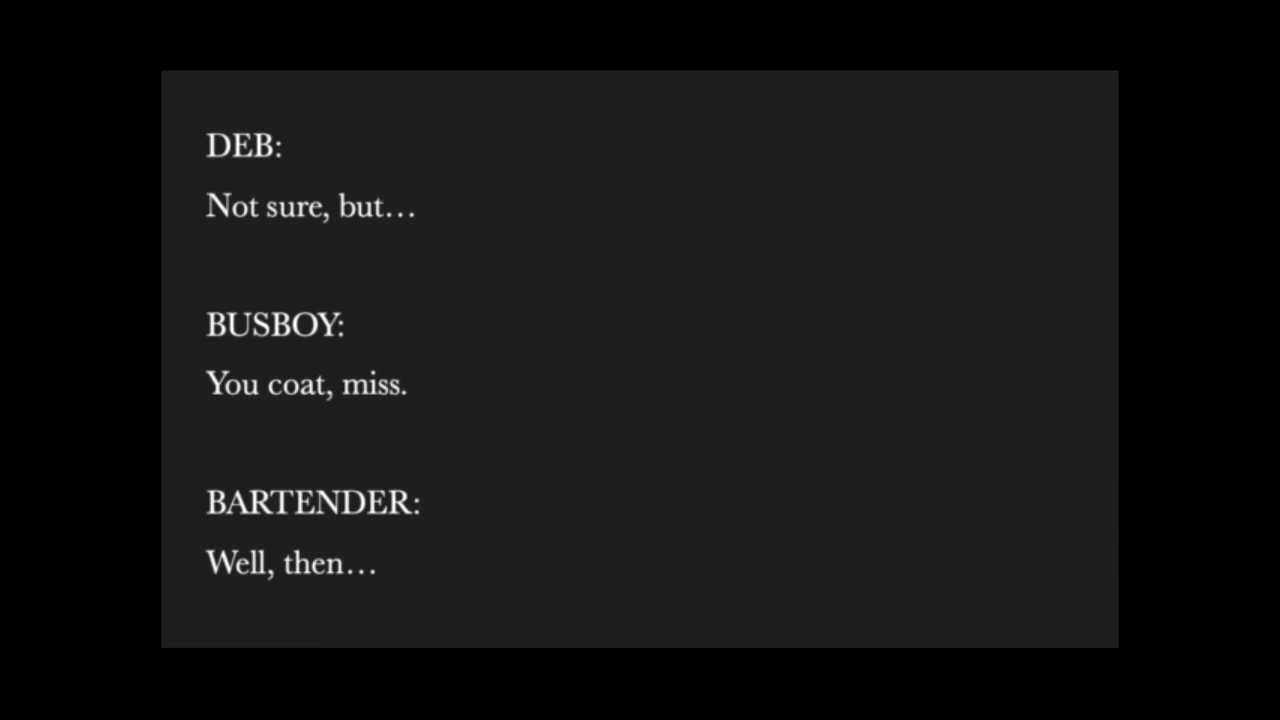 DEB:
Not sure, but…
BUSBOY:
You coat, miss.
BARTENDER:
Well, then…